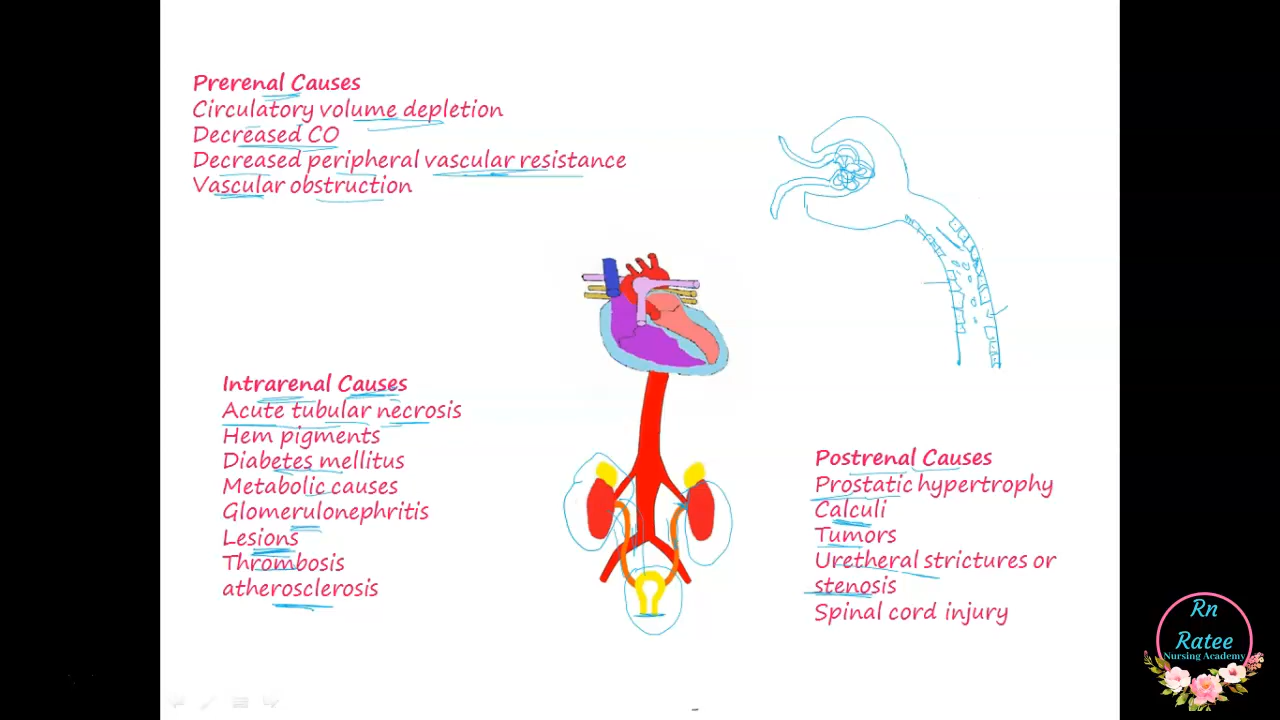 Prerenal Causes
Circulatory volume depletion
Decreased CO
Decreased peripheral vascular resistance
Vascular obstruction
Intrarenal Causes
Acute tubular necrosis
Hem pigments
Diabetes mellitus
Metabolic causes
Glomerulonephritis
Lesions
Thrombosis
atherosclerosis
Postrenal Causes
Prostatic hypertrophy
Calculi
Tumors
Uretheral strictures or
stenosis
Spinal cord injury
Rn
Ratee
Nursing Academy